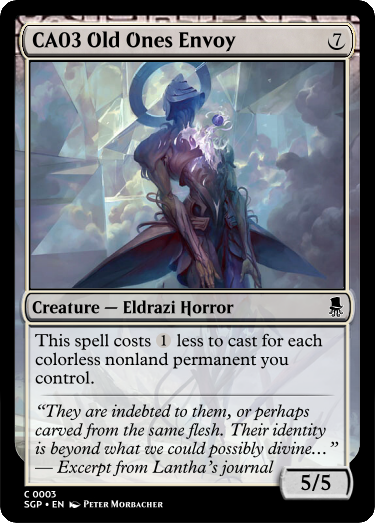 CA03 Old Ones Envoy 7
Creature — Eldrazi Horror
This spell costs 1 less to cast for each
colorless nonland permanent you
control.
“They are indebted to them, or perhaps
carved from the same flesh. Their identity
is beyond what we could possibly divine…”
— Excerpt from Lantha’s journal
5/5
C 0003
SGP • EN PETER MORBACHER